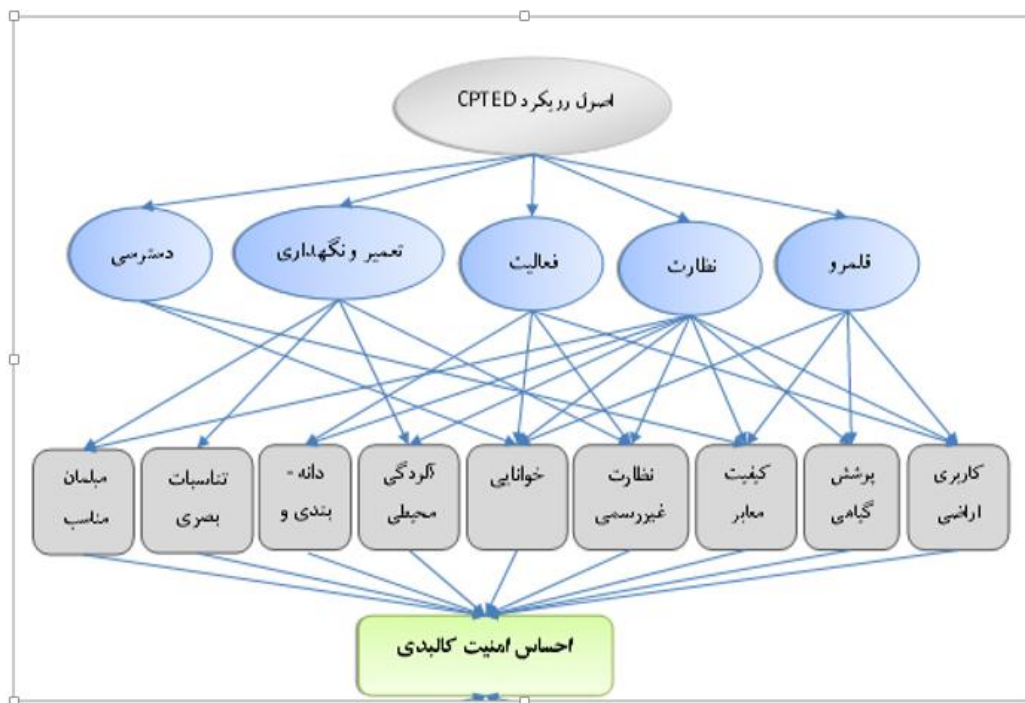 اصول رویکرد CPTED
قلمرو
نظارت
فعالیت
تعمیر و نگهداری
دسترسی
کاربری
اراضی
پوشش
گیاهی
کیفیت
معابر
نظارت
غیررسمی
خوانایی
آلودگی
محیطی
دانه -
بندی و
تناسبات
بصری
مبلمان
مناسب
احساس امنیت کالبدی